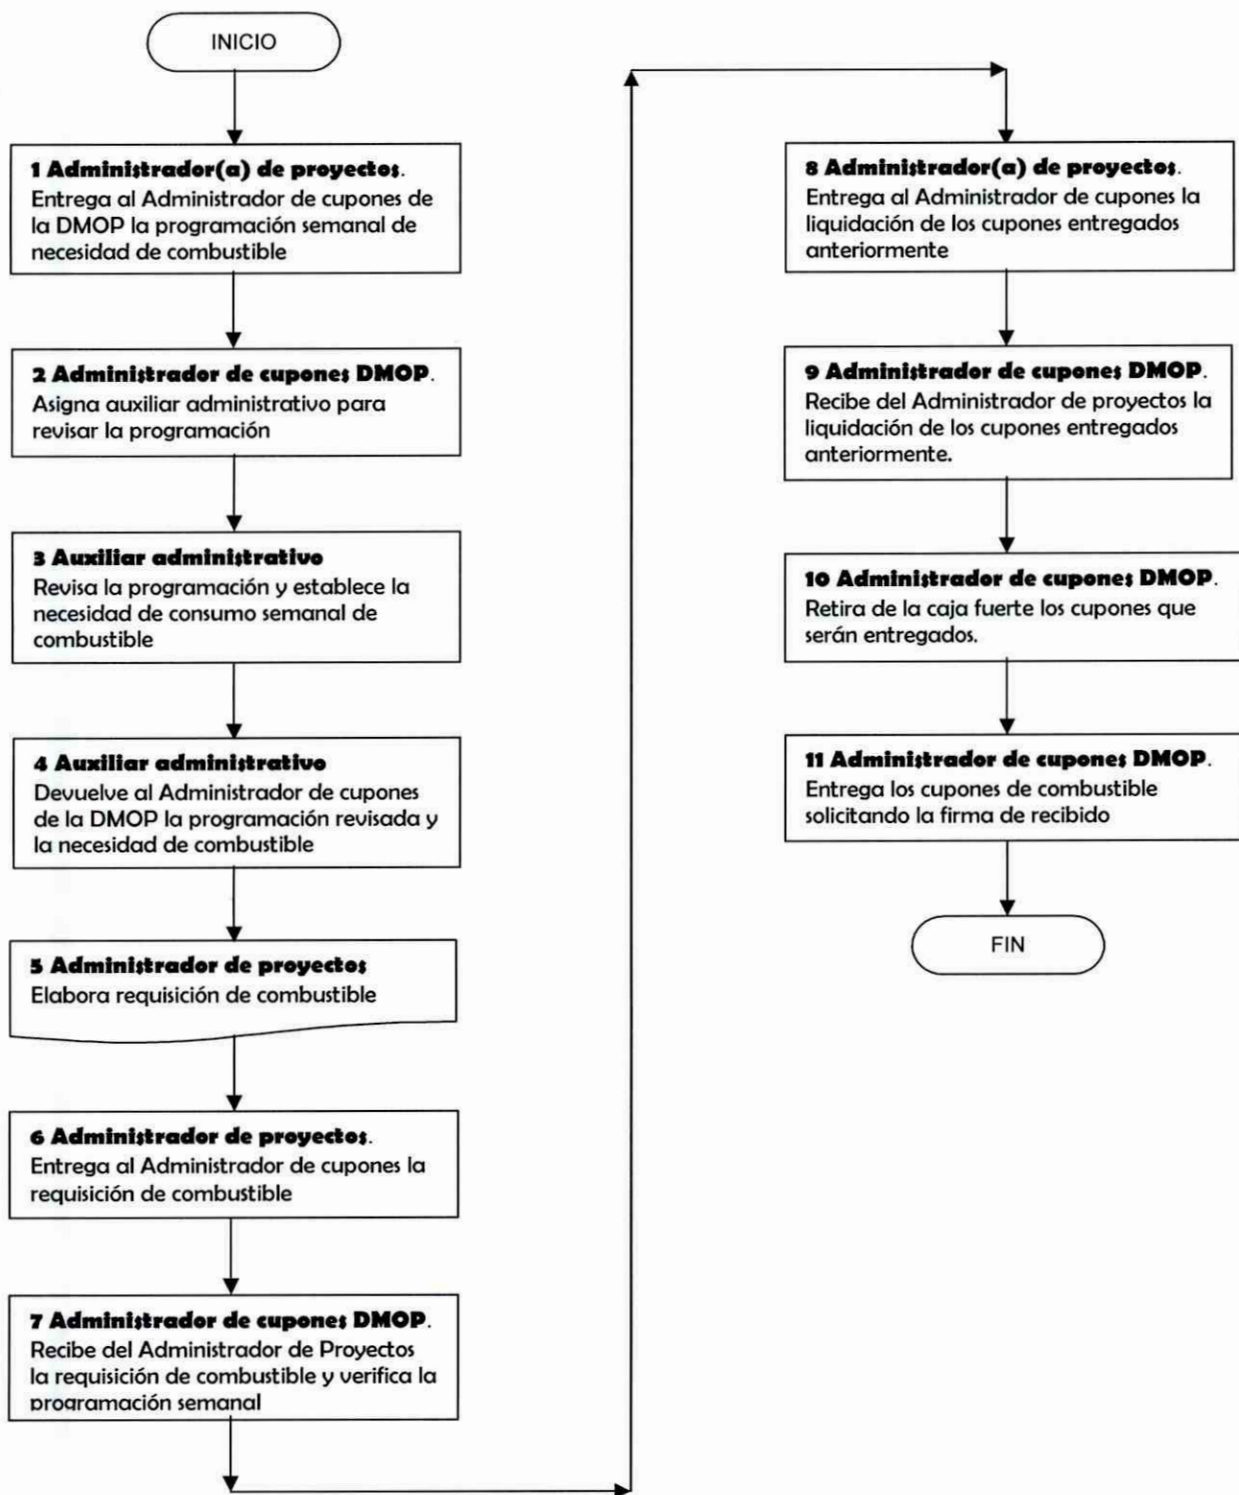 INICIO
1 Administrador(a) de proyectos.
Entrega al Administrador de cupones de
la DMOP la programación semanal de
necesidad de combustible
2 Administrador de cupones DMOP.
Asigna auxiliar administrativo para
revisar la programación
3 Auxiliar administrativo
Revisa la programación y establece la
necesidad de consumo semanal de
combustible
4 Auxiliar administrativo
Devuelve al Administrador de cupones
de la DMOP la programación revisada y
la necesidad de combustible
5 Administrador de proyectos
Elabora requisición de combustible
6 Administrador de proyectos.
Entrega al Administrador de cupones la
requisición de combustible
7 Administrador de cupones DMOP.
Recibe del Administrador de Proyectos
la requisición de combustible y verifica la
programación semanal
8 Administrador(a) de proyectos.
Entrega al Administrador de cupones la
liquidación de los cupones entregados
anteriormente
9 Administrador de cupones DMOP.
Recibe del Administrador de proyectos la
liquidación de los cupones entregados
anteriormente.
10 Administrador de cupones DMOP.
Retira de la caja fuerte los cupones que
serán entregados.
11 Administrador de cupones DMOP.
Entrega los cupones de combustible
solicitando la firma de recibido
FIN